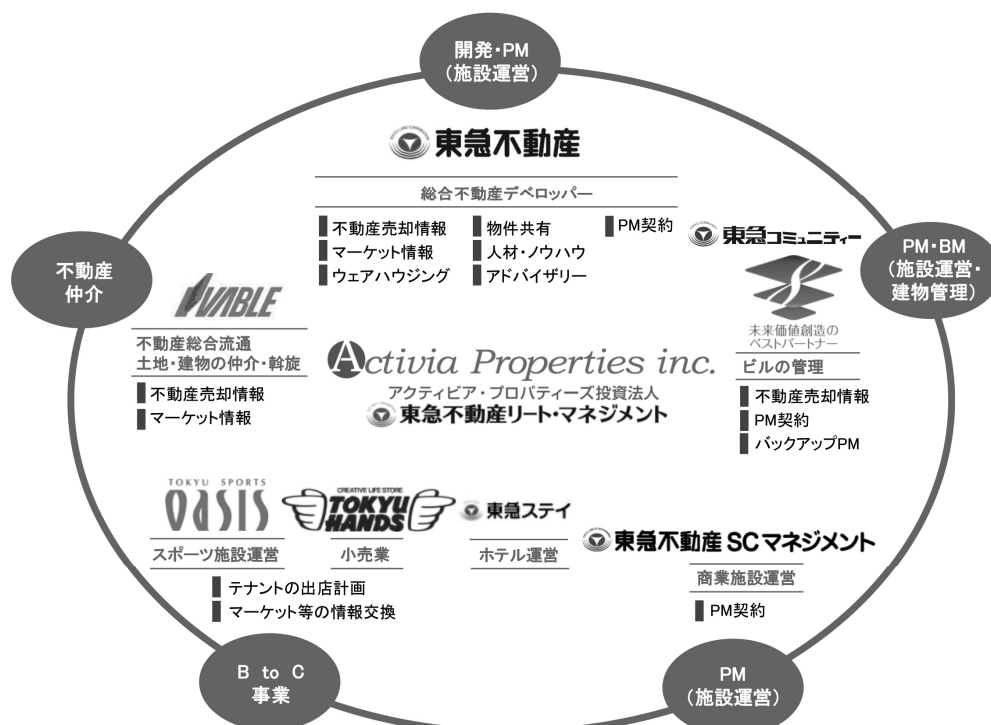 開発・PM
（施設運営）
東急不動産
総合不動産デベロッパー
不動産売却情報
マーケット情報
ウェアハウジング
物件共有
人材・ノウハウ
アドバイザリー
PM契約
東急コミュニティー
未来価値創造の
ベストパートナー
ビルの管理
不動産売却情報
PM契約
バックアップPM
PM・BM
（施設運営・
建物管理）
不動産
仲介
VABLE
不動産総合流通
土地・建物の仲介・斡旋
不動産売却情報
マーケット情報
Activia Properties inc.
アクティビア・プロパティーズ投資法人
東急不動産リート・マネジメント
TOKYU SPORTS
OASIS
スポーツ施設運営
CREATIVE LIFE STORE
TOKYU
HANDS
小売業
東急ステイ
ホテル運営
テナントの出店計画
マーケット等の情報交換
東急不動産SCマネジメント
商業施設運営
PM契約
B to C
事業
PM
（施設運営）